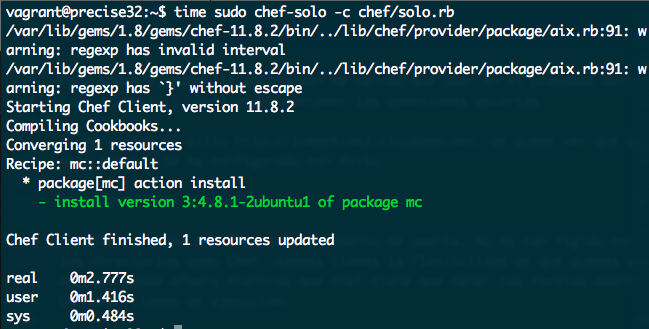 vagrant@precise32:~$ time sudo chef-solo -c chef/solo.rb
/var/lib/gems/1.8/gems/chef-11.8.2/bin/../lib/chef/provider/package/aix.rb:91: w
arning: regexp has invalid interval
/var/lib/gems/1.8/gems/chef-11.8.2/bin/../lib/chef/provider/package/aix.rb:91: w
arning: regexp has `}' without escape
Starting Chef Client, version 11.8.2
Compiling Cookbooks...
Converging 1 resources
Recipe: mc::default
  * package[mc] action install
    - install version 3:4.8.1-2ubuntu1 of package mc

Chef Client finished, 1 resources updated

real    0m2.777s
user    0m1.416s
sys     0m0.484s